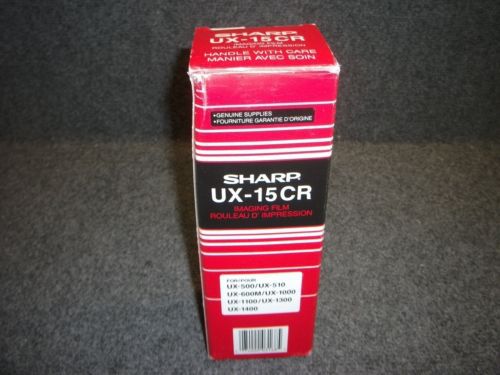 SHARP
UX-15CR
IMAGING FILM
ROULEAU D' IMPRESSION
HANDLE WITH CARE
MANIER AVEC SOIN
•GENUINE SUPPLIES
•FOURNITURE GARANTIE D'ORIGINE
SHARP
UX-15CR
IMAGING FILM
ROULEAU D' IMPRESSION
FOR/POUR
UX-500/UX-510
UX-600M/UX-1000
UX-1100/UX-1300
UX-1400